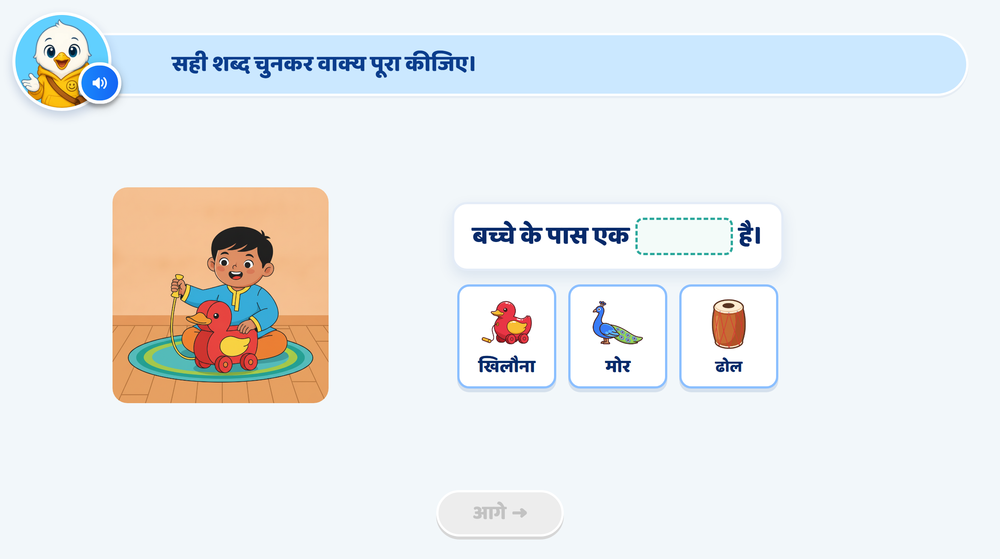 सही शब्द चुनकर वाक्य पूरा कीजिए।
बच्चे के पास एक है।
खिलौना
मोर
ढोल
आगे →